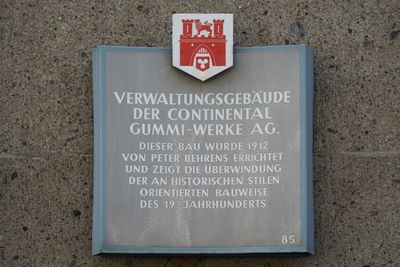 VERWALTUNGSGEBÄUDE
DER CONTINENTAL
GUMMI-WERKE AG.
DIESER BAU WURDE 1912
VON PETER BEHRENS ERRICHTET
UND ZEIGT DIE ÜBERWINDUNG
DER AN HISTORISCHEN STILEN
ORIENTIERTEN BAUWEISE
DES 19. JAHRHUNDERTS
85